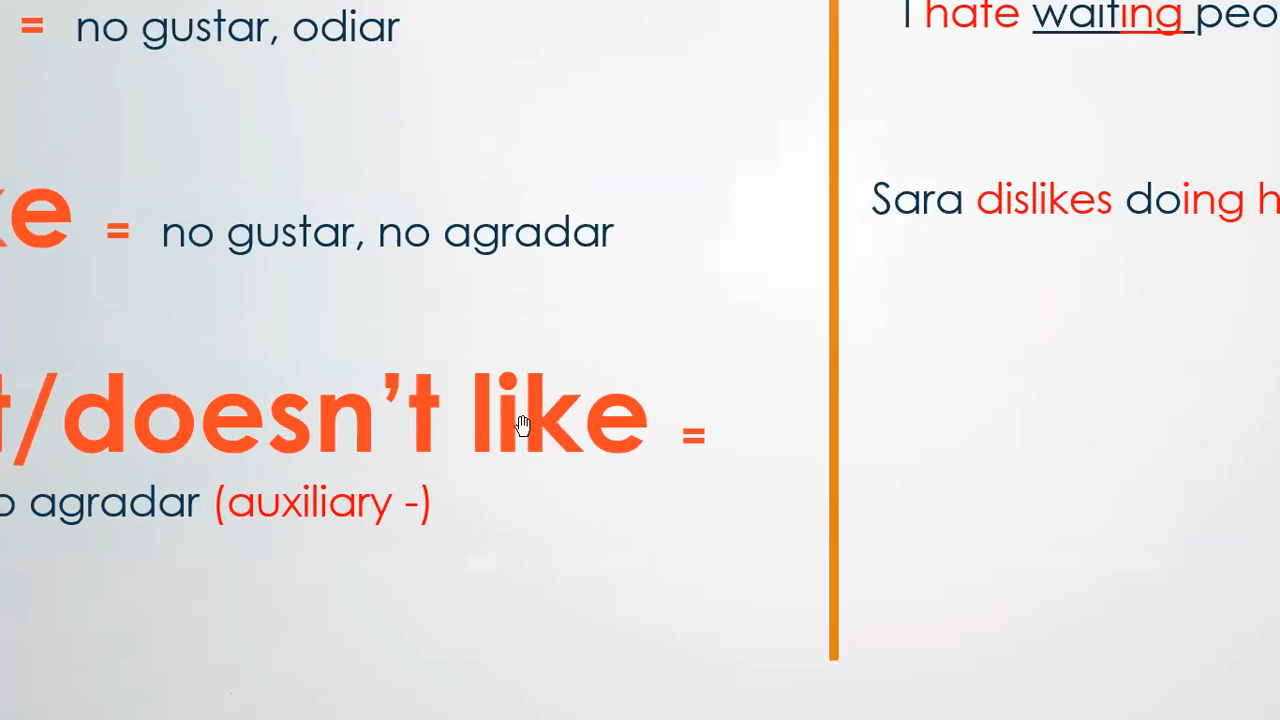 = no gustar, odiar
ke = no gustar, no agradar
t/doesn’t like =
o agradar (auxiliary -)
I hate waiting peo
Sara dislikes doing h